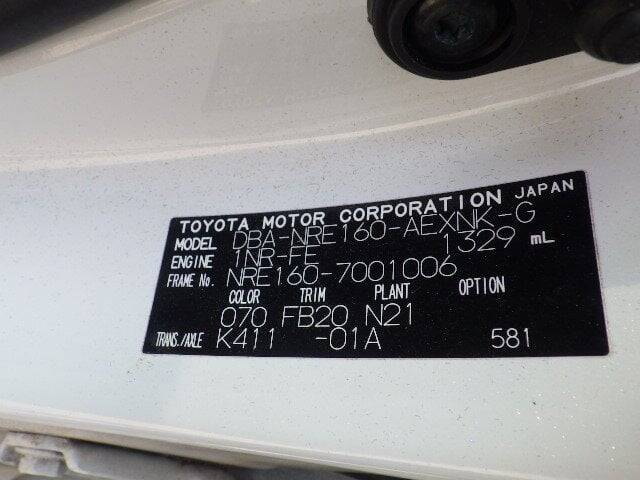 TOYOTA MOTOR CORPORATION JAPAN
MODEL DBA-NRE160-AEXNK-G
ENGINE 1NR-FE 1329 mL
FRAME No. NRE160-7001006
COLOR TRIM PLANT OPTION
070 FB20 N21
TRANS./AXLE K411 -01A 581